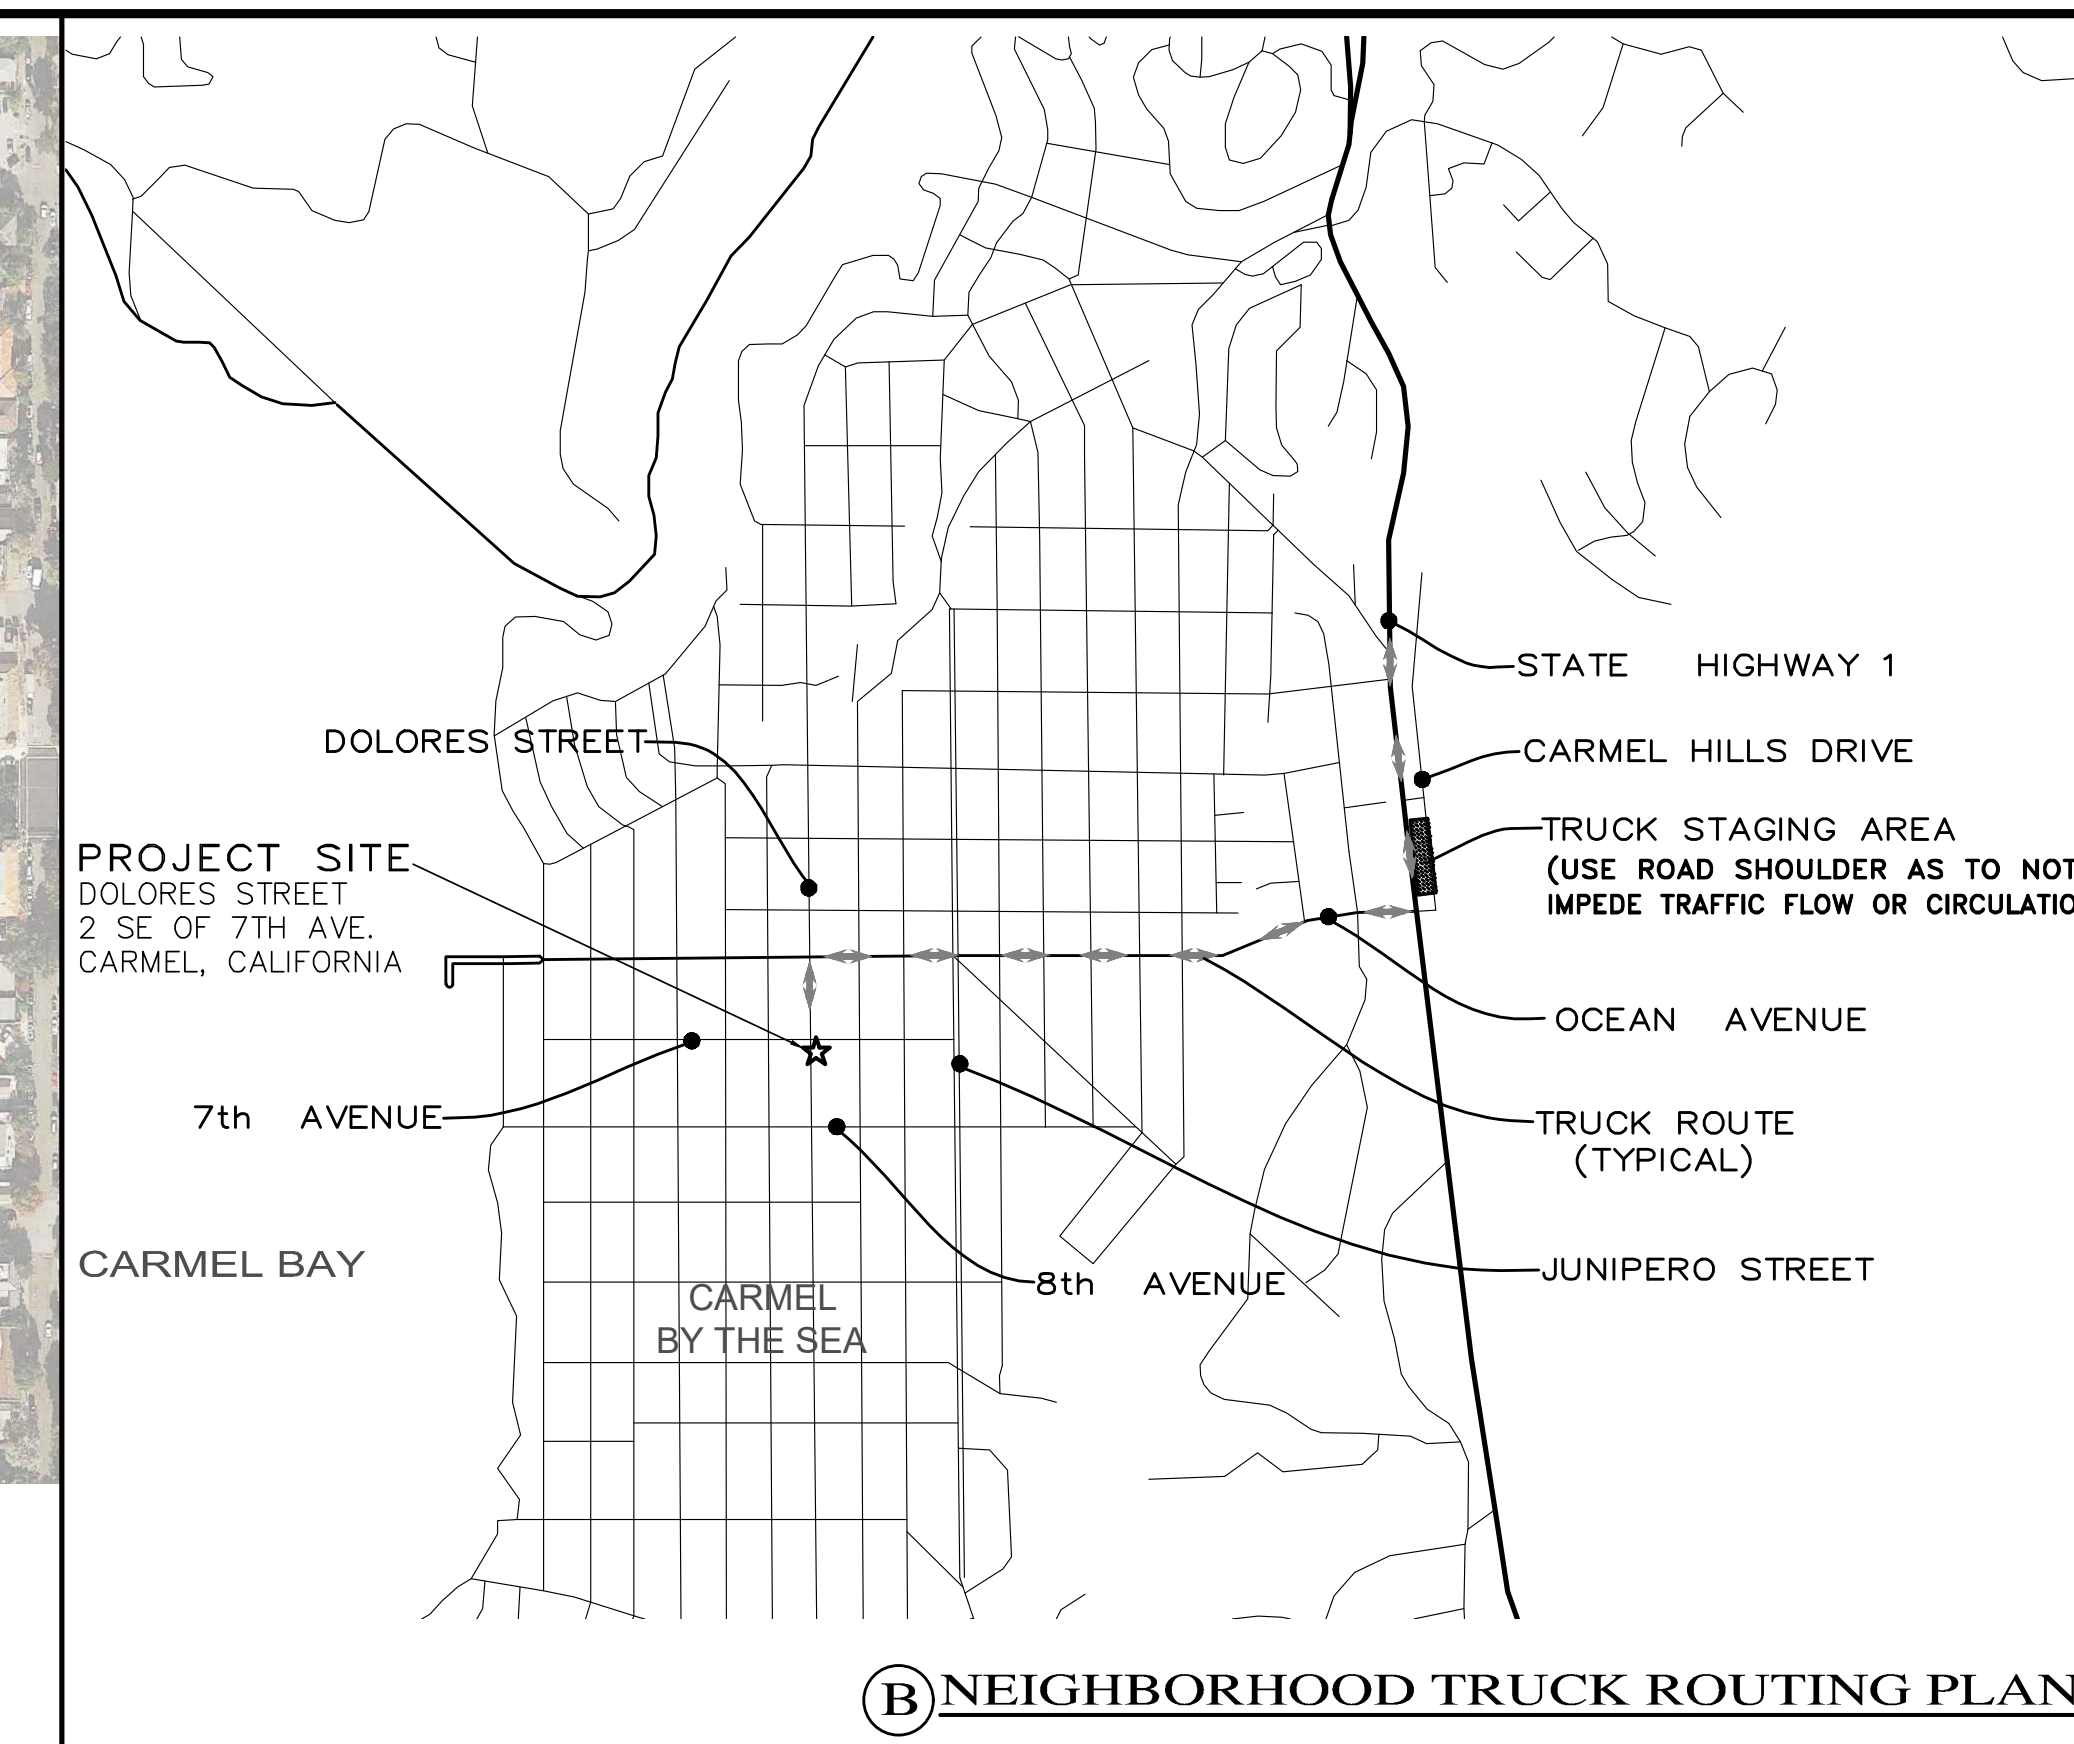 STATE HIGHWAY 1
DOLORES STREET
CARMEL HILLS DRIVE
TRUCK STAGING AREA
(USE ROAD SHOULDER AS TO NOT
IMPEDE TRAFFIC FLOW OR CIRCULATIO
PROJECT SITE
DOLORES STREET
2 SE OF 7TH AVE.
CARMEL, CALIFORNIA
OCEAN AVENUE
7th AVENUE
TRUCK ROUTE
(TYPICAL)
CARMEL BAY
8th AVENUE
JUNIPERO STREET
CARMEL
BY THE SEA
B NEIGHBORHOOD TRUCK ROUTING PLAN